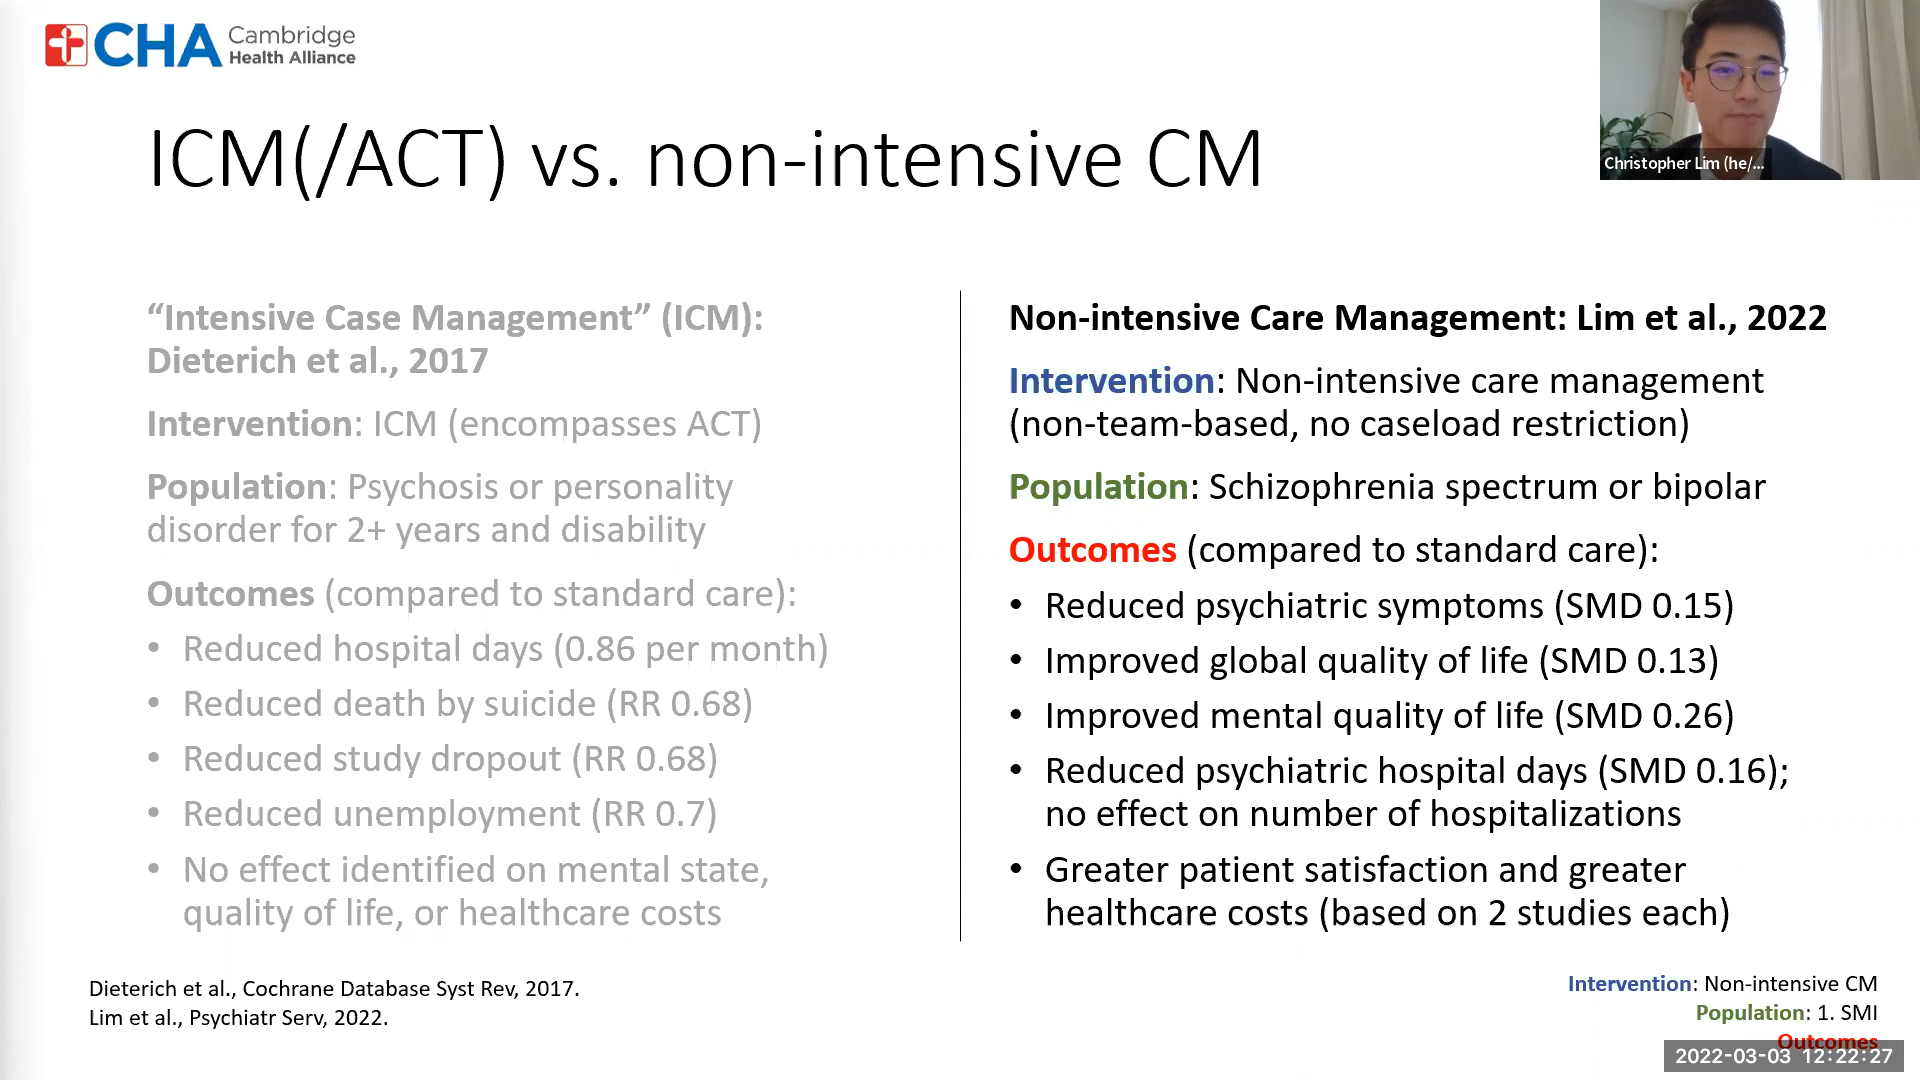 CHA Cambridge
Health Alliance
Christopher Lim (he/...
ICM(/ACT) vs. non-intensive CM
“Intensive Case Management” (ICM):
Dieterich et al., 2017
Intervention: ICM (encompasses ACT)
Population: Psychosis or personality
disorder for 2+ years and disability
Outcomes (compared to standard care):
• Reduced hospital days (0.86 per month)
• Reduced death by suicide (RR 0.68)
• Reduced study dropout (RR 0.68)
• Reduced unemployment (RR 0.7)
• No effect identified on mental state,
quality of life, or healthcare costs
Non-intensive Care Management: Lim et al., 2022
Intervention: Non-intensive care management
(non-team-based, no caseload restriction)
Population: Schizophrenia spectrum or bipolar
Outcomes (compared to standard care):
• Reduced psychiatric symptoms (SMD 0.15)
• Improved global quality of life (SMD 0.13)
• Improved mental quality of life (SMD 0.26)
• Reduced psychiatric hospital days (SMD 0.16);
no effect on number of hospitalizations
• Greater patient satisfaction and greater
healthcare costs (based on 2 studies each)
Dieterich et al., Cochrane Database Syst Rev, 2017.
Lim et al., Psychiatr Serv, 2022.
Intervention: Non-intensive CM
Population: 1. SMI
Outcomes
2022-03-03 12:22:27